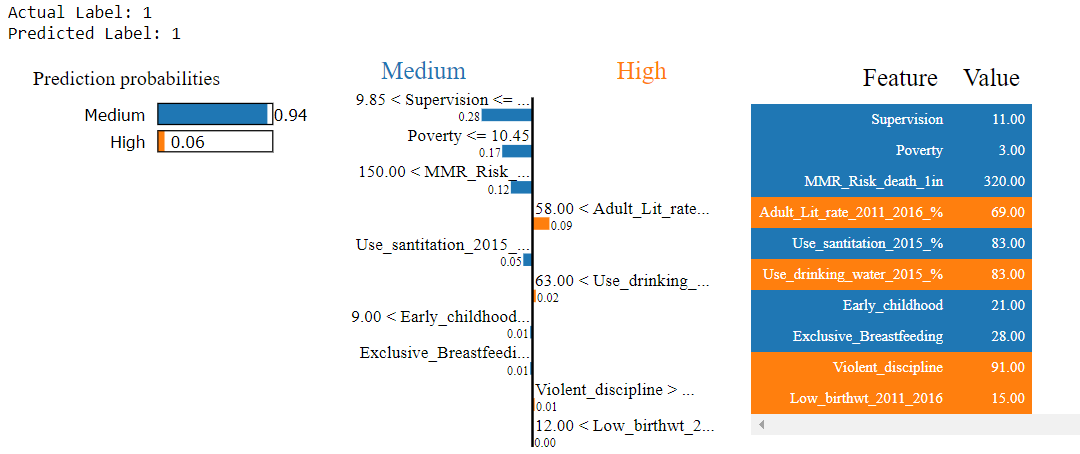 Actual Label: 1
Predicted Label: 1
Prediction probabilities
Medium 0.94
High 0.06
Medium High
9.85 < Supervision <= ...
0.28
Poverty <= 10.45
0.17
150.00 < MMR_Risk_...
0.12
58.00 < Adult_Lit_rate...
0.09
Use_santitation_2015_...
0.05
63.00 < Use_drinking_...
0.02
9.00 < Early_childhood...
0.01
Exclusive_Breastfeedi...
0.01
Violent_discipline > ...
0.01
12.00 < Low_birthwt_2...
0.00
Feature Value
Supervision 11.00
Poverty 3.00
MMR_Risk_death_1in 320.00
Adult_Lit_rate_2011_2016_% 69.00
Use_santitation_2015_% 83.00
Use_drinking_water_2015_% 83.00
Early_childhood 21.00
Exclusive_Breastfeeding 28.00
Violent_discipline 91.00
Low_birthwt_2011_2016 15.00